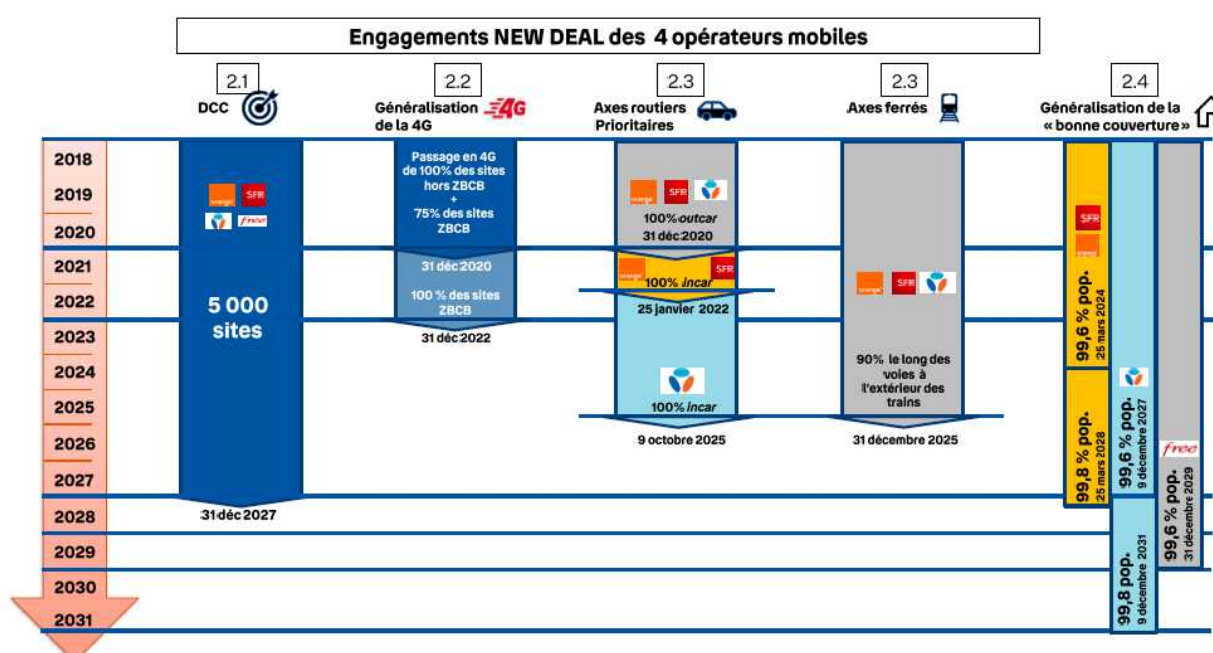 Engagements NEW DEAL des 4 opérateurs mobiles
2.1
DCC
2.2
Généralisation
de la 4G
4G
2.3
Axes routiers
Prioritaires
2.3
Axes ferrés
2.4
Généralisation de la
« bonne couverture »
2018
2019
2020
2021
2022
2023
2024
2025
2026
2027
2028
2029
2030
2031
orange
SFR
free
5 000
sites
31 déc 2027
Passage en 4G
de 100% des sites
hors ZBCB
+
75% des sites
ZBCB
31 déc 2020
100 % des sites
ZBCB
31 déc 2022
orange
SFR
100% outcar
31 déc 2020
orange
SFR
100% incar
25 janvier 2022
100% incar
9 octobre 2025
orange
SFR
90% le long des
voies à
l'extérieur des
trains
31 décembre 2025
SFR
orange
99,6 % pop.
25 mars 2024
99,8 % pop.
25 mars 2028
99,6 % pop.
9 décembre 2027
99,8 pop.
9 décembre 2031
free
99,6 % pop.
31 décembre 2029